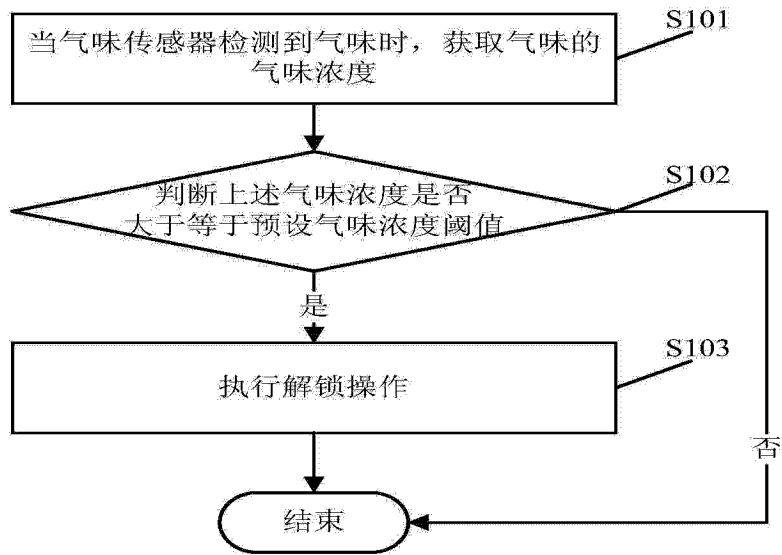 S101
当气味传感器检测到气味时，获取气味的
气味浓度
S102
判断上述气味浓度是否
大于等于预设气味浓度阈值
是
S103
执行解锁操作
否
结束